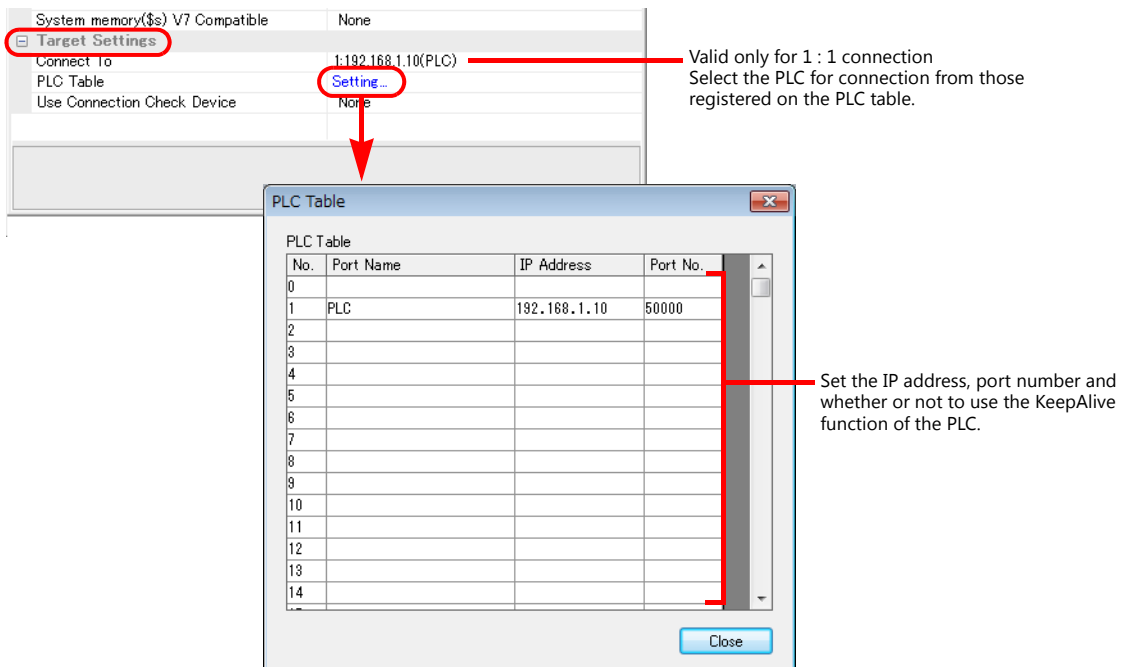 System memory($s) V7 Compatible None
Target Settings
Connect To 1:192.168.1.10(PLC)
PLC Table Setting...
Use Connection Check Device None
Valid only for 1 : 1 connection
Select the PLC for connection from those
registered on the PLC table.
PLC Table
PLC Table
No. Port Name IP Address Port No.
0
1 PLC 192.168.1.10 50000
2
3
4
5
6
7
8
9
10
11
12
13
14
Set the IP address, port number and
whether or not to use the KeepAlive
function of the PLC.
Close